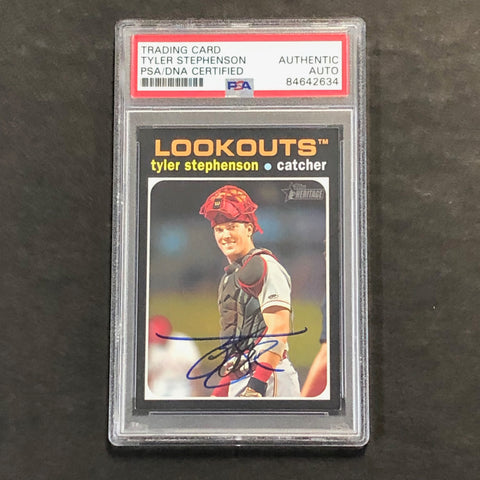 TRADING CARD
TYLER STEPHENSON
PSA/DNA CERTIFIED
AUTHENTIC
AUTO
84642634
PSA
LOOKOUTS™
tyler stephenson • catcher
Topps
HERITAGE